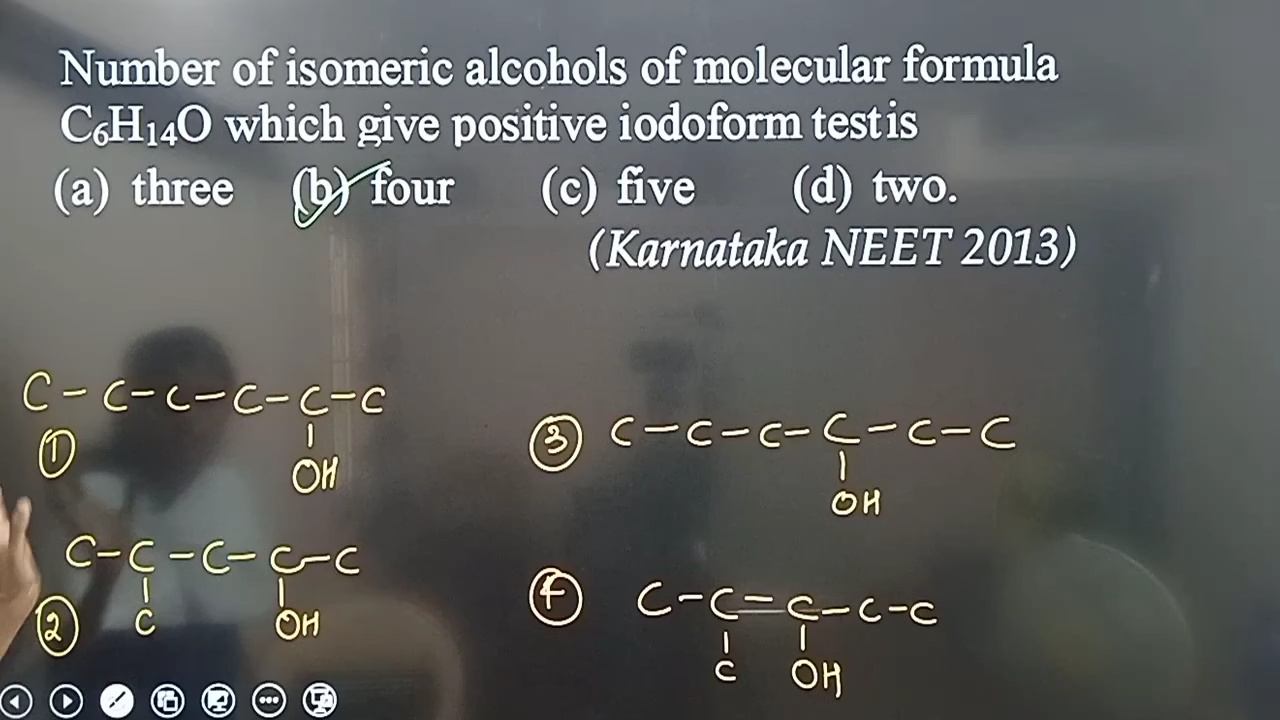 Number of isomeric alcohols of molecular formula
C₆H₁₄O which give positive iodoform test is
(a) three (b) four (c) five (d) two.
(Karnataka NEET 2013)
C-C-C-C-C-C
OH
①
C-C-C-C-C
C OH
②
③ C-C-C-C-C-C
OH
④ C-C-C-C-C
C OH